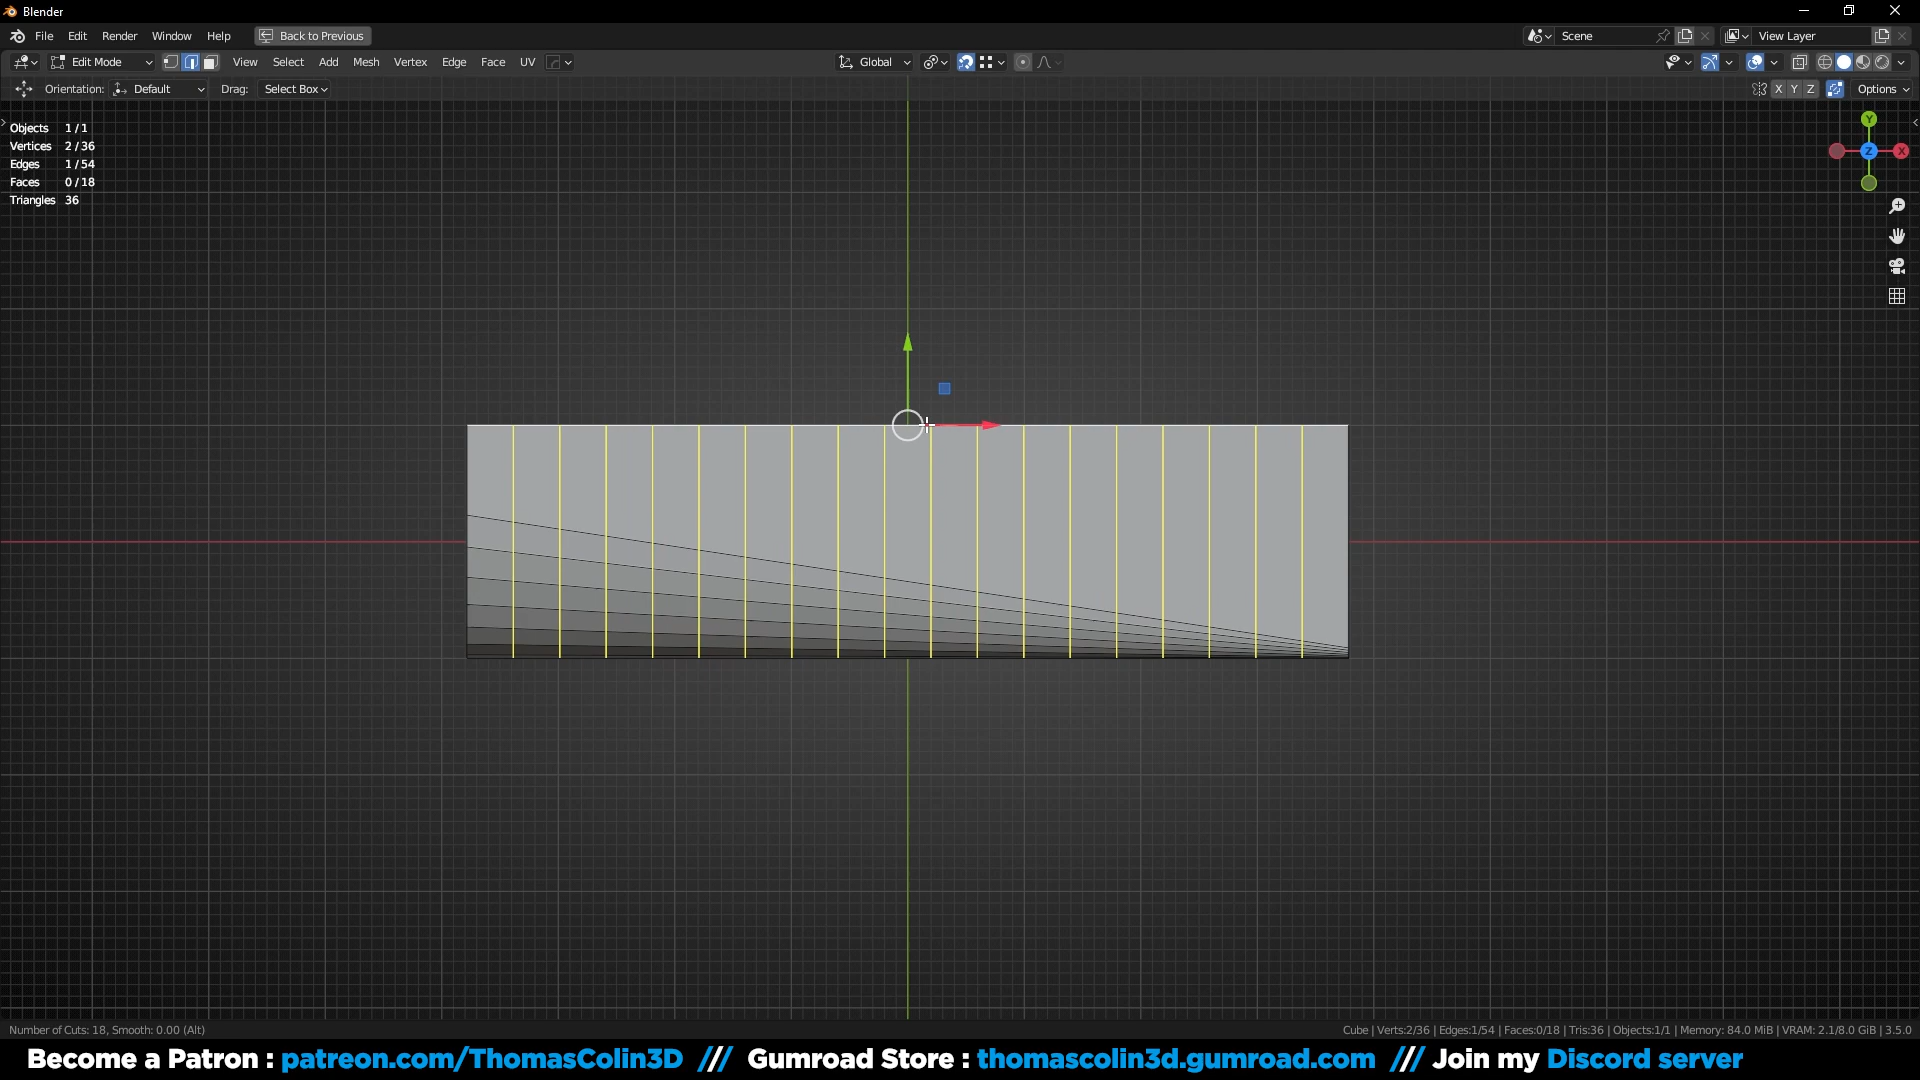 Blender
File Edit Render Window Help Back to Previous Scene View Layer
Edit Mode View Select Add Mesh Vertex Edge Face UV Global
Orientation: Default Drag: Select Box X Y Z Options
Objects 1/1
Vertices 2/36
Edges 1/54
Faces 0/18
Triangles 36
Y
Z X
Number of Cuts: 18, Smooth: 0.00 (Alt) Cube | Verts:2/36 | Edges:1/54 | Faces:0/18 | Tris:36 | Objects:1/1 | Memory: 84.0 MiB | VRAM: 2.1/8.0 GiB | 3.5.0
Become a Patron : patreon.com/ThomasColin3D /// Gumroad Store : thomascolin3d.gumroad.com /// Join my Discord server